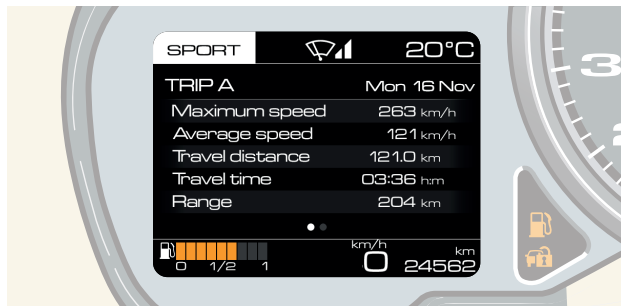 SPORT 20°C
TRIP A Mon 16 Nov
Maximum speed 263 km/h
Average speed 121 km/h
Travel distance 121.0 km
Travel time 03:36 h:m
Range 204 km
km/h km
0 1/2 1 0 24562
3